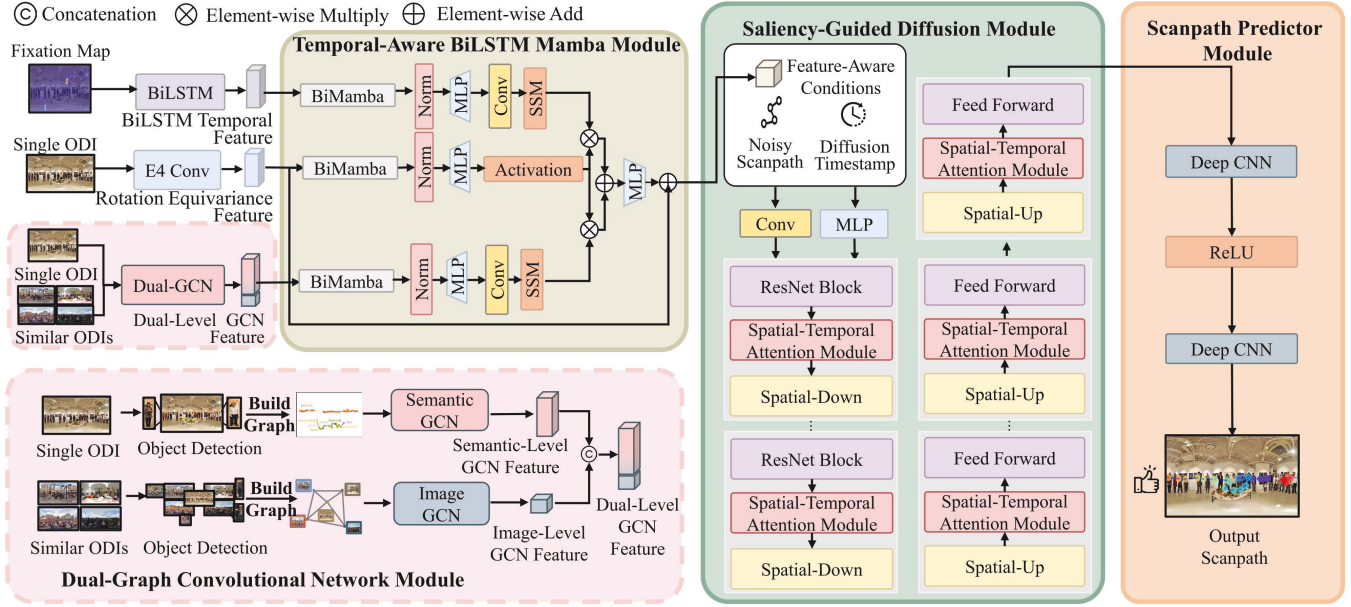 © Concatenation ⊗ Element-wise Multiply ⊕ Element-wise Add
Temporal-Aware BiLSTM Mamba Module
Fixation Map
BiLSTM
BiLSTM Temporal
Feature
BiMamba
Norm
MLP
Conv
SSM
Single ODI
E4 Conv
Rotation Equivariance
Feature
BiMamba
Norm
MLP
Activation
MLP
Single ODI
Similar ODIs
Dual-GCN
Dual-Level GCN
Feature
BiMamba
Norm
MLP
Conv
SSM
Single ODI
Object Detection
Build
Graph
Semantic
GCN
Semantic-Level
GCN Feature
Similar ODIs
Object Detection
Build
Graph
Image
GCN
Image-Level
GCN Feature
©
Dual-Level
GCN
Feature
Dual-Graph Convolutional Network Module
Saliency-Guided Diffusion Module
Feature-Aware
Conditions
Noisy
Scanpath
Diffusion
Timestamp
Conv
MLP
ResNet Block
Spatial-Temporal
Attention Module
Spatial-Down
...
ResNet Block
Spatial-Temporal
Attention Module
Spatial-Down
Feed Forward
Spatial-Temporal
Attention Module
Spatial-Up
Feed Forward
Spatial-Temporal
Attention Module
Spatial-Up
...
Feed Forward
Spatial-Temporal
Attention Module
Spatial-Up
Scanpath Predictor
Module
Deep CNN
ReLU
Deep CNN
Output
Scanpath